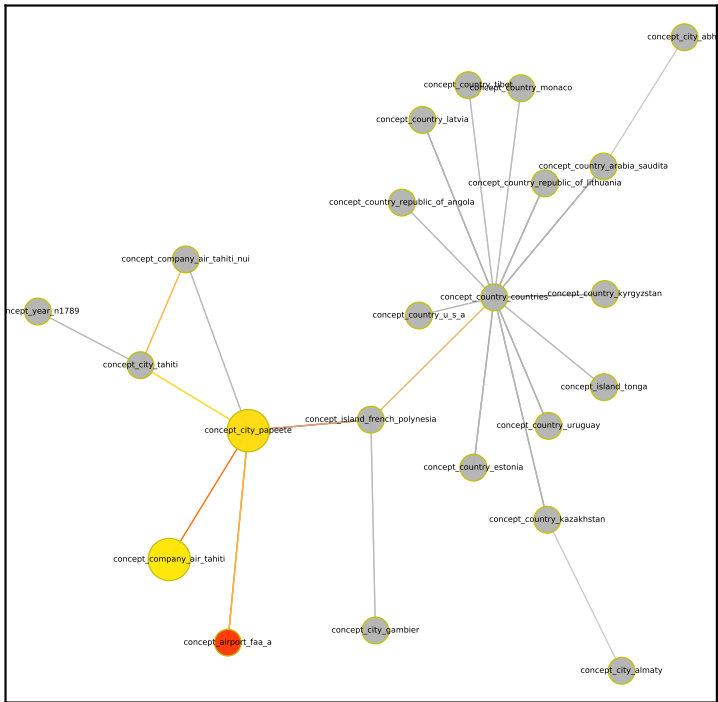 concept_city_abh
concept_country_tibet
concept_country_monaco
concept_country_latvia
concept_country_arabia_saudita
concept_country_republic_of_lithuania
concept_country_republic_of_angola
concept_company_air_tahiti_nui
concept_country_countries
concept_country_kyrgyzstan
ncept_year_n1789
concept_country_u_s_a
concept_city_tahiti
concept_island_tonga
concept_island_french_polynesia
concept_country_uruguay
concept_city_papeete
concept_country_estonia
concept_country_kazakhstan
concept_company_air_tahiti
concept_city_gambier
concept_airport_faa_a
concept_city_almaty